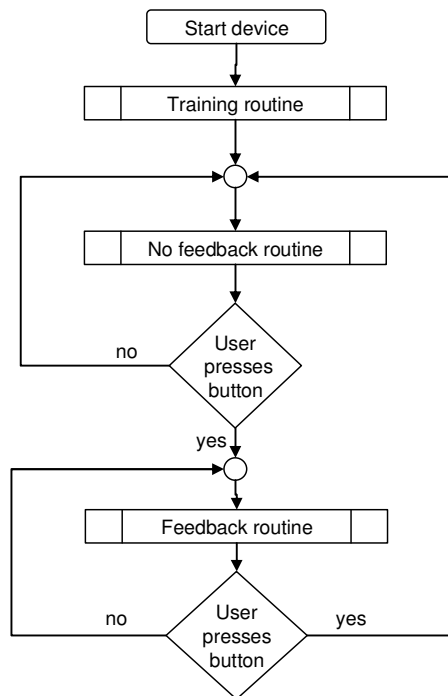 Start device
Training routine
No feedback routine
no
User
presses
button
yes
Feedback routine
no
User
presses
button
yes